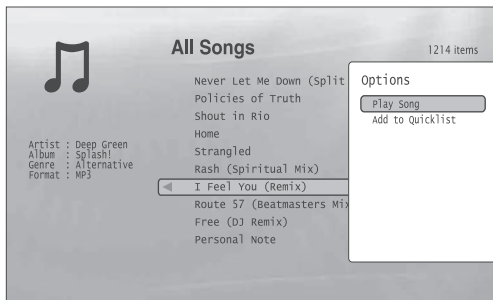 All Songs
1214 items
Never Let Me Down (Split
Policies of Truth
Shout in Rio
Home
Strangled
Rash (Spiritual Mix)
I Feel You (Remix)
Route 57 (Beatmasters Mix
Free (DJ Remix)
Personal Note
Artist : Deep Green
Album : Splash!
Genre : Alternative
Format : MP3
Options
Play Song
Add to Quicklist